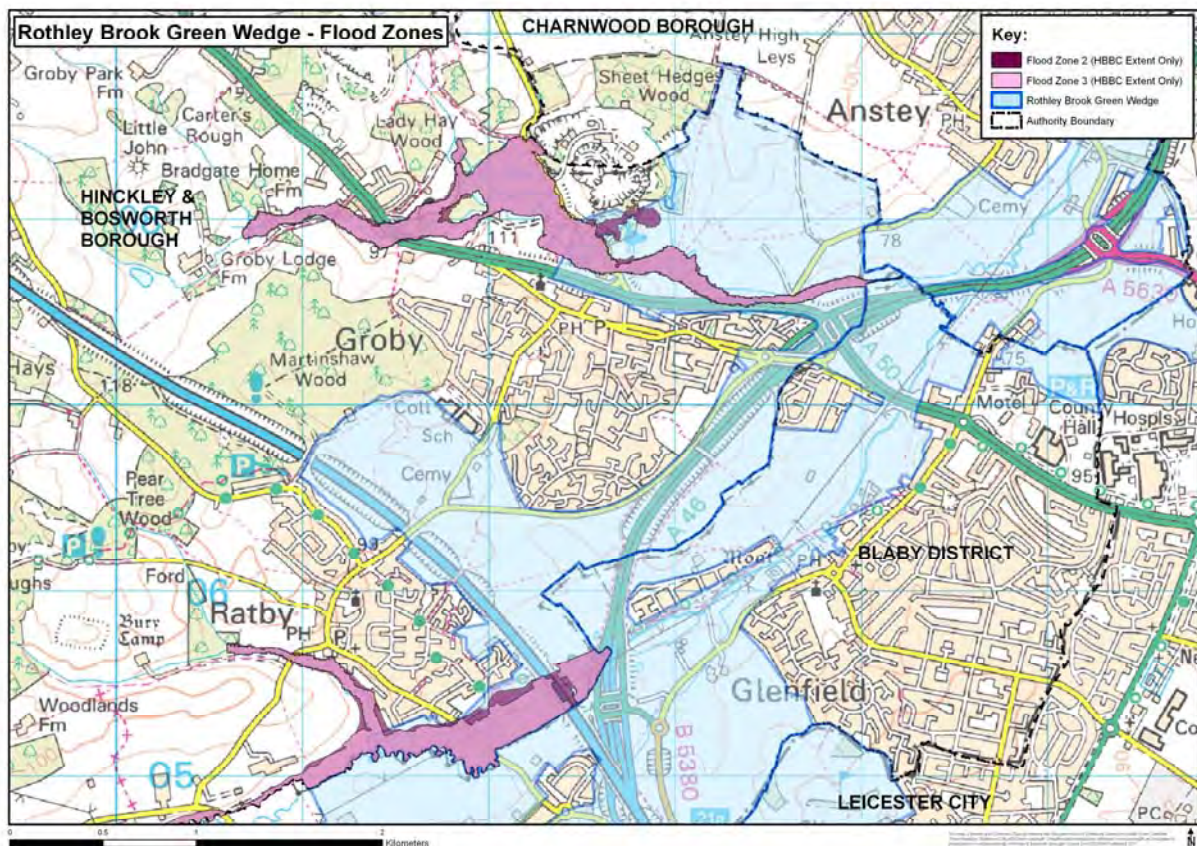 Rothley Brook Green Wedge - Flood Zones
CHARNWOOD BOROUGH
Key:
Flood Zone 2 (HBBC Extent Only)
Flood Zone 3 (HBBC Extent Only)
Rothley Brook Green Wedge
Authority Boundary
Groby Park
Fm
Anstey High
Leys
Sheet Hedges
Wood
Carter's
Rough
Little
John
Lady Hay
Wood
Anstey
PH
Bradgate Home
Fm
HINCKLEY &
BOSWORTH
BOROUGH
Cemy
78
Groby Lodge
Fm
97
111
A 5630
Groby
PH P
A 50
75
P&R
Hays
118
Martinshaw
Wood
Cott
Sch
Motel
County
Hall
Hospls
Cemy
95
P
Pear
Tree
Wood
P
93
A 46
PH
BLABY DISTRICT
Ford
06
Ratby
PH
P
Bury
Camp
Glenfield
Woodlands
Fm
100
05
B 5380
LEICESTER CITY
PC
0
0.5
1
2
Kilometers
N